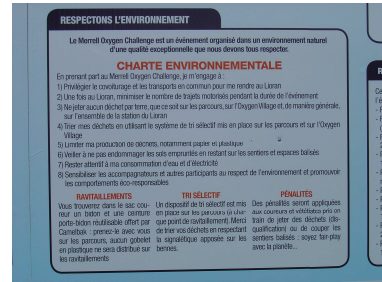 RESPECTONS L'ENVIRONNEMENT
Le Merrell Oxygen Challenge est un événement organisé dans un environnement naturel
d'une qualité exceptionnelle que nous devons tous respecter.
CHARTE ENVIRONNEMENTALE
En prenant part au Merrell Oxygen Challenge, je m'engage à :
1) Privilégier le covoiturage et les transports en commun pour me rendre au Lioran
2) Une fois au Lioran, minimiser le nombre de trajets motorisés pendant la durée de l'événement
3) Ne jeter aucun déchet par terre, que ce soit sur les parcours, sur l'Oxygen Village et, de manière générale,
sur l'ensemble de la station du Lioran
4) Trier mes déchets en utilisant le système de tri sélectif mis en place sur les parcours et sur l'Oxygen
Village
5) Limiter ma production de déchets, notamment papier et plastique
6) Veiller à ne pas endommager les sols empruntés en restant sur les sentiers et espaces balisés
7) Rester attentif à ma consommation d'eau et d'électricité
8) Sensibiliser les accompagnateurs et autres participants au respect de l'environnement et promouvoir
les comportements éco-responsables
RAVITAILLEMENTS
Vous trouverez dans le sac cou-
reur un bidon et une ceinture
porte-bidon réutilisable offert par
Camelbak : prenez-le avec vous
sur les parcours, aucun gobelet
en plastique ne sera distribué sur
les ravitaillements
TRI SÉLECTIF
Un dispositif de tri sélectif est mis
en place sur les parcours (à cha-
que point de ravitaillement). Merci
de trier vos déchets en respectant
la signalétique apposée sur les
bennes.
PÉNALITÉS
Des pénalités seront appliquées
aux coureurs et vététistes pris en
train de jeter des déchets (dis-
qualification) ou de couper les
sentiers balisés : soyez fair-play
avec la planète...